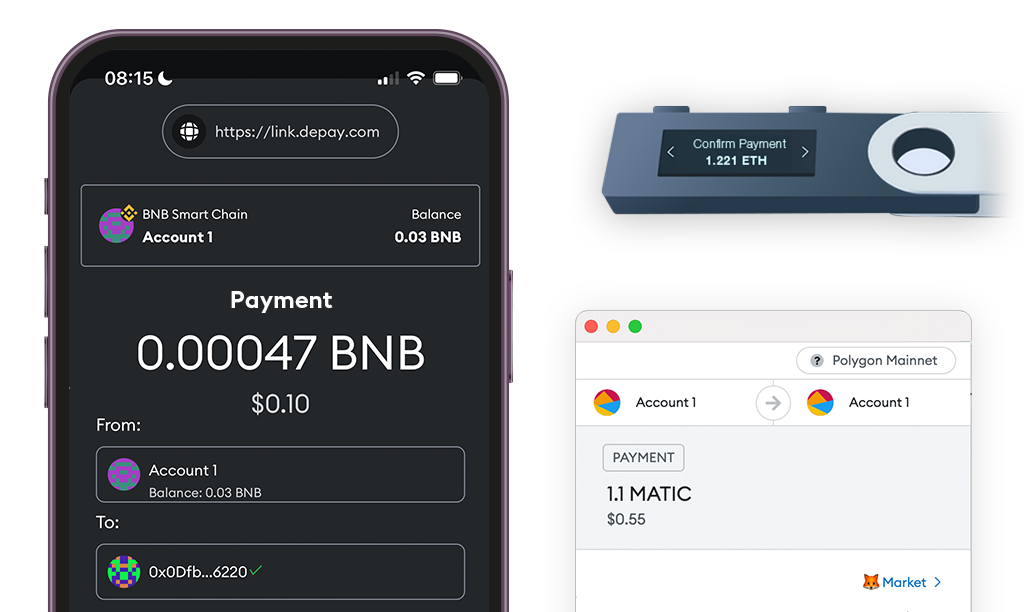 08:15
https://link.depay.com
BNB Smart Chain
Balance
Account 1
0.03 BNB
Payment
0.00047 BNB
$0.10
From:
Account 1
Balance: 0.03 BNB
To:
0x0Dfb...6220
Confirm Payment
1.221 ETH
? Polygon Mainnet
Account 1
Account 1
PAYMENT
1.1 MATIC
$0.55
Market